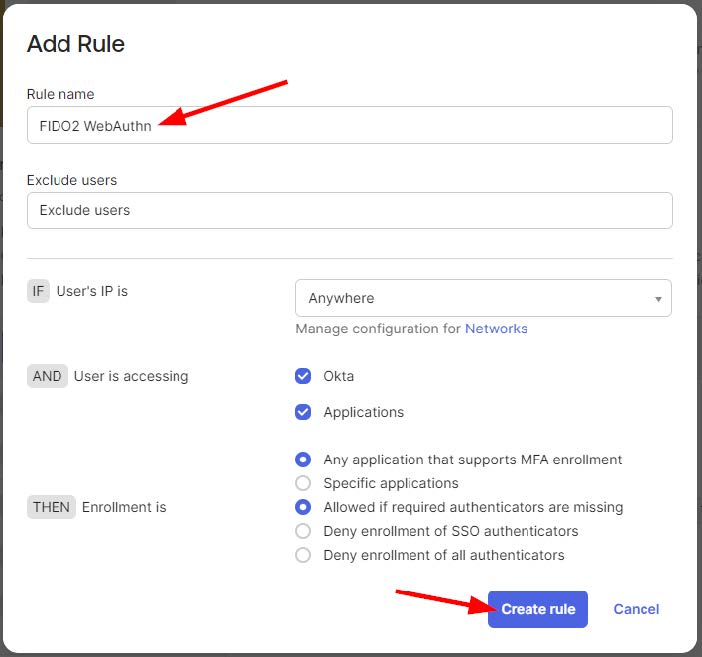 Add Rule
Rule name
FIDO2 WebAuthn
Exclude users
Exclude users
IF User's IP is
Anywhere
Manage configuration for Networks
AND User is accessing
Okta
Applications
Any application that supports MFA enrollment
Specific applications
THEN Enrollment is
Allowed if required authenticators are missing
Deny enrollment of SSO authenticators
Deny enrollment of all authenticators
Create rule Cancel